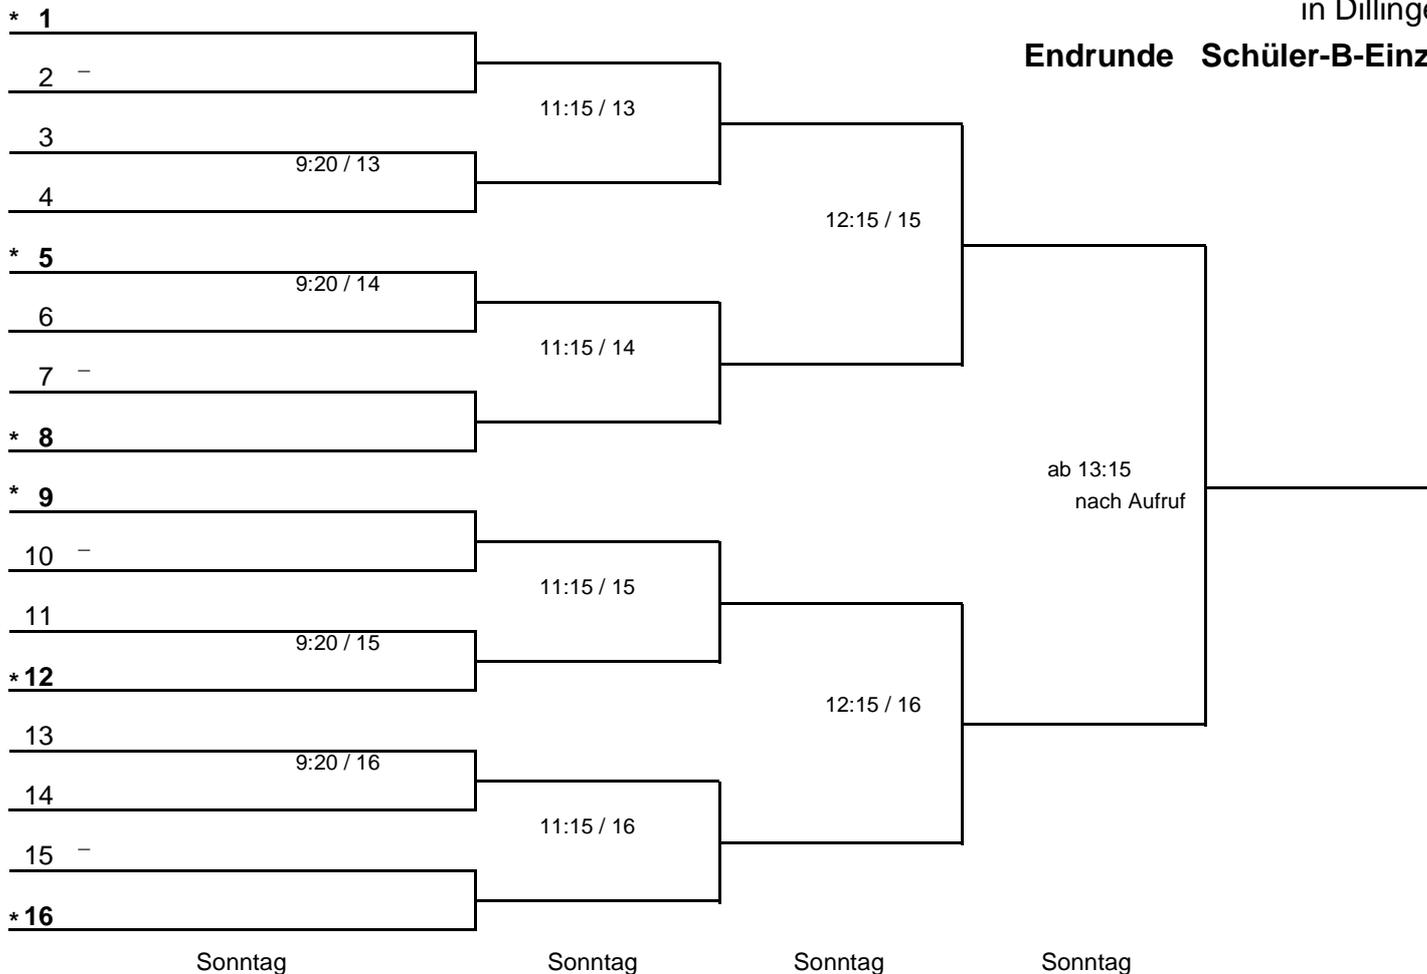 in Dillinge
Endrunde Schüler-B-Einz
* 1
2 –
11:15 / 13
3
9:20 / 13
4
12:15 / 15
* 5
9:20 / 14
6
11:15 / 14
7 –
* 8
ab 13:15
nach Aufruf
* 9
10 –
11:15 / 15
11
9:20 / 15
* 12
12:15 / 16
13
9:20 / 16
14
11:15 / 16
15 –
* 16
Sonntag Sonntag Sonntag Sonntag